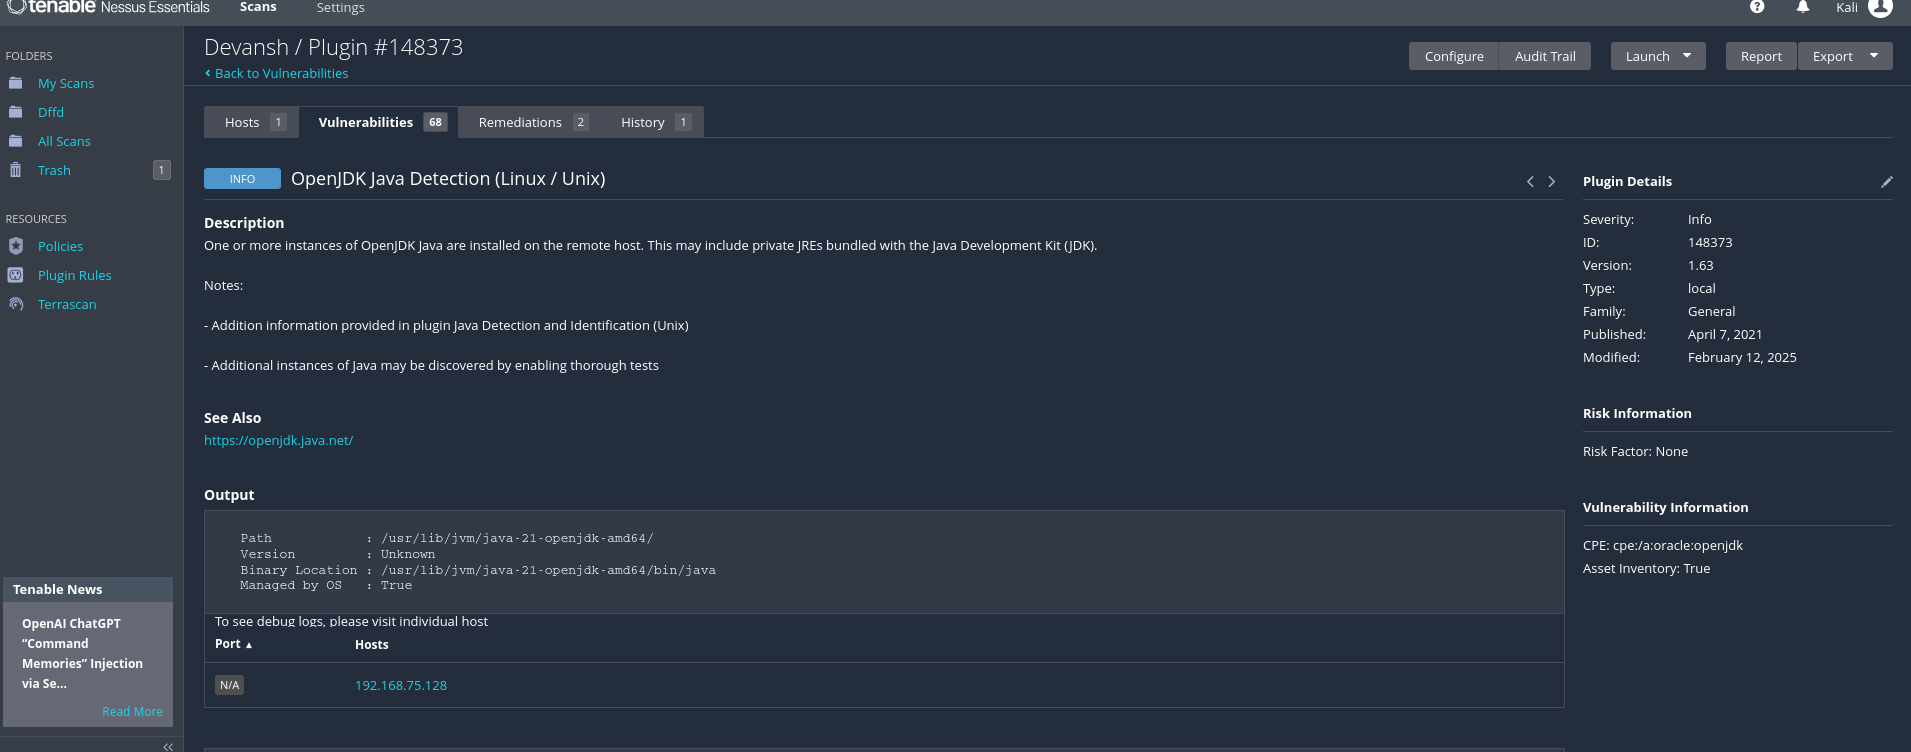 tenable Nessus Essentials Scans Settings Kali
FOLDERS
My Scans
Dffd
All Scans
Trash 1
RESOURCES
Policies
Plugin Rules
Terrascan
Tenable News
OpenAI ChatGPT
“Command
Memories” Injection
via Se...
Read More
Devansh / Plugin #148373
Back to Vulnerabilities
Configure Audit Trail Launch Report Export
Hosts 1 Vulnerabilities 68 Remediations 2 History 1
INFO OpenJDK Java Detection (Linux / Unix)
Description
One or more instances of OpenJDK Java are installed on the remote host. This may include private JREs bundled with the Java Development Kit (JDK).
Notes:
- Addition information provided in plugin Java Detection and Identification (Unix)
- Additional instances of Java may be discovered by enabling thorough tests
See Also
https://openjdk.java.net/
Output
Path : /usr/lib/jvm/java-21-openjdk-amd64/
Version : Unknown
Binary Location : /usr/lib/jvm/java-21-openjdk-amd64/bin/java
Managed by OS : True
To see debug logs, please visit individual host
Port ▲ Hosts
N/A 192.168.75.128
Plugin Details
Severity: Info
ID: 148373
Version: 1.63
Type: local
Family: General
Published: April 7, 2021
Modified: February 12, 2025
Risk Information
Risk Factor: None
Vulnerability Information
CPE: cpe:/a:oracle:openjdk
Asset Inventory: True